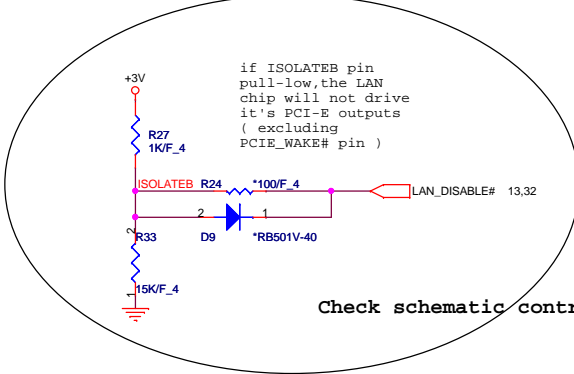 if ISOLATEB pin
pull-low,the LAN
chip will not drive
it's PCI-E outputs
( excluding
PCIE_WAKE# pin )
+3V
R27
1K/F_4
ISOLATEB R24 *100/F_4
LAN_DISABLE# 13,32
2 1
R33 D9 *RB501V-40
2
15K/F_4
1
Check schematic contr